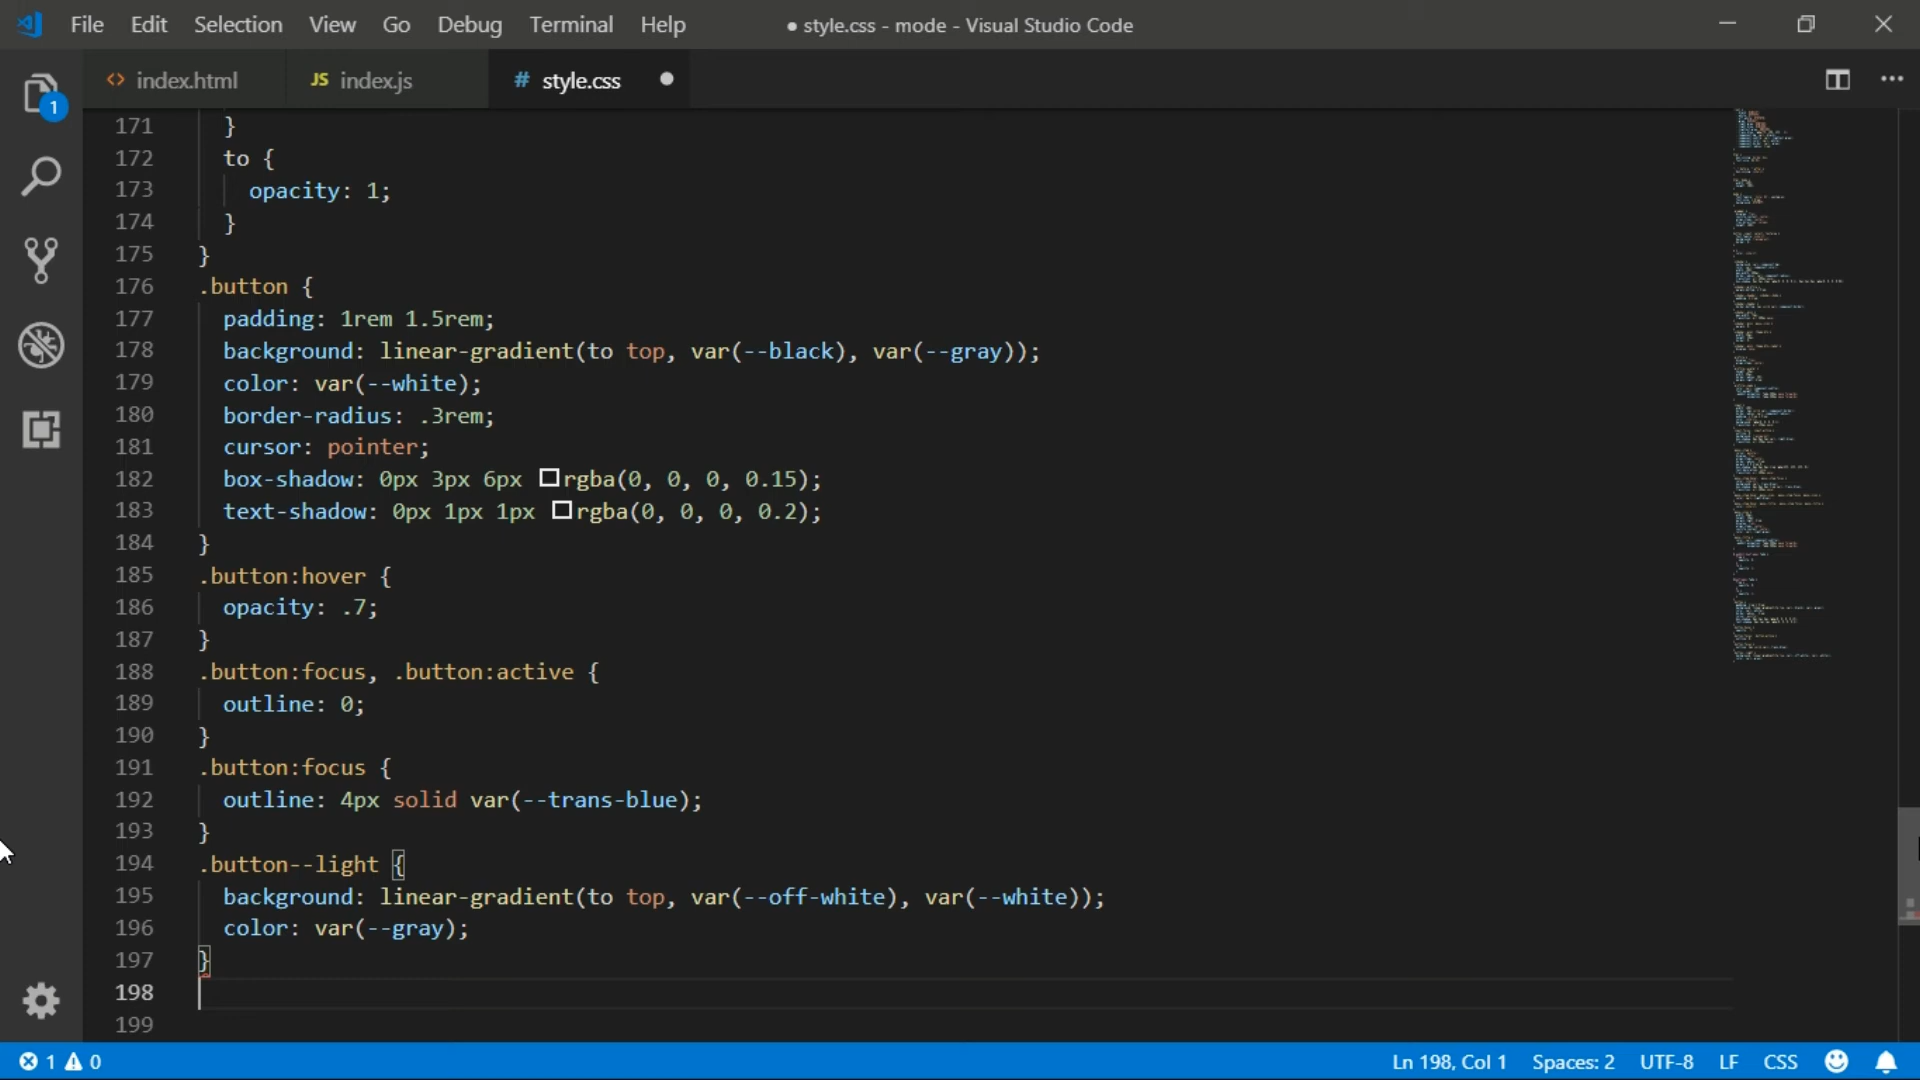 File Edit Selection View Go Debug Terminal Help ● style.css - mode - Visual Studio Code
<> index.html JS index.js # style.css ●
1
171 }
172 to {
173 opacity: 1;
174 }
175 }
176 .button {
177 padding: 1rem 1.5rem;
178 background: linear-gradient(to top, var(--black), var(--gray));
179 color: var(--white);
180 border-radius: .3rem;
181 cursor: pointer;
182 box-shadow: 0px 3px 6px rgba(0, 0, 0, 0.15);
183 text-shadow: 0px 1px 1px rgba(0, 0, 0, 0.2);
184 }
185 .button:hover {
186 opacity: .7;
187 }
188 .button:focus, .button:active {
189 outline: 0;
190 }
191 .button:focus {
192 outline: 4px solid var(--trans-blue);
193 }
194 .button--light {
195 background: linear-gradient(to top, var(--off-white), var(--white));
196 color: var(--gray);
197 }
198
199
1 0 Ln 198, Col 1 Spaces: 2 UTF-8 LF CSS